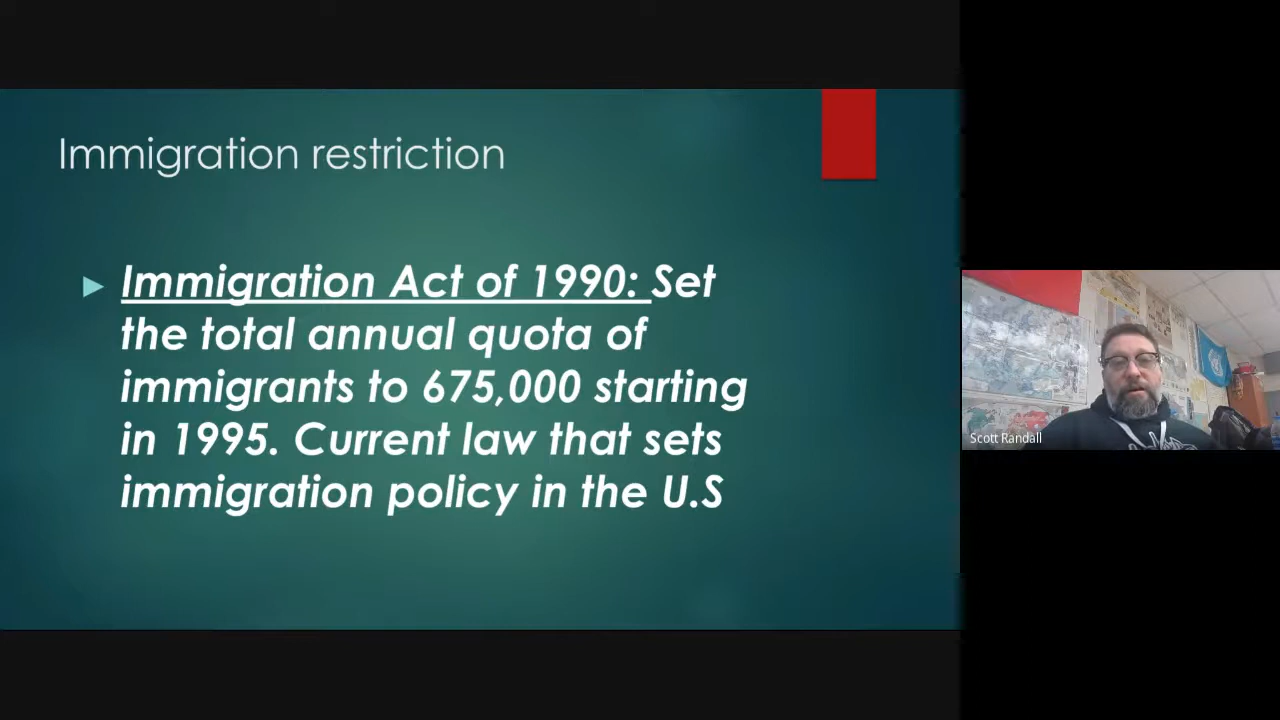 Immigration restriction
Immigration Act of 1990: Set
the total annual quota of
immigrants to 675,000 starting
in 1995. Current law that sets
immigration policy in the U.S
Scott Randall